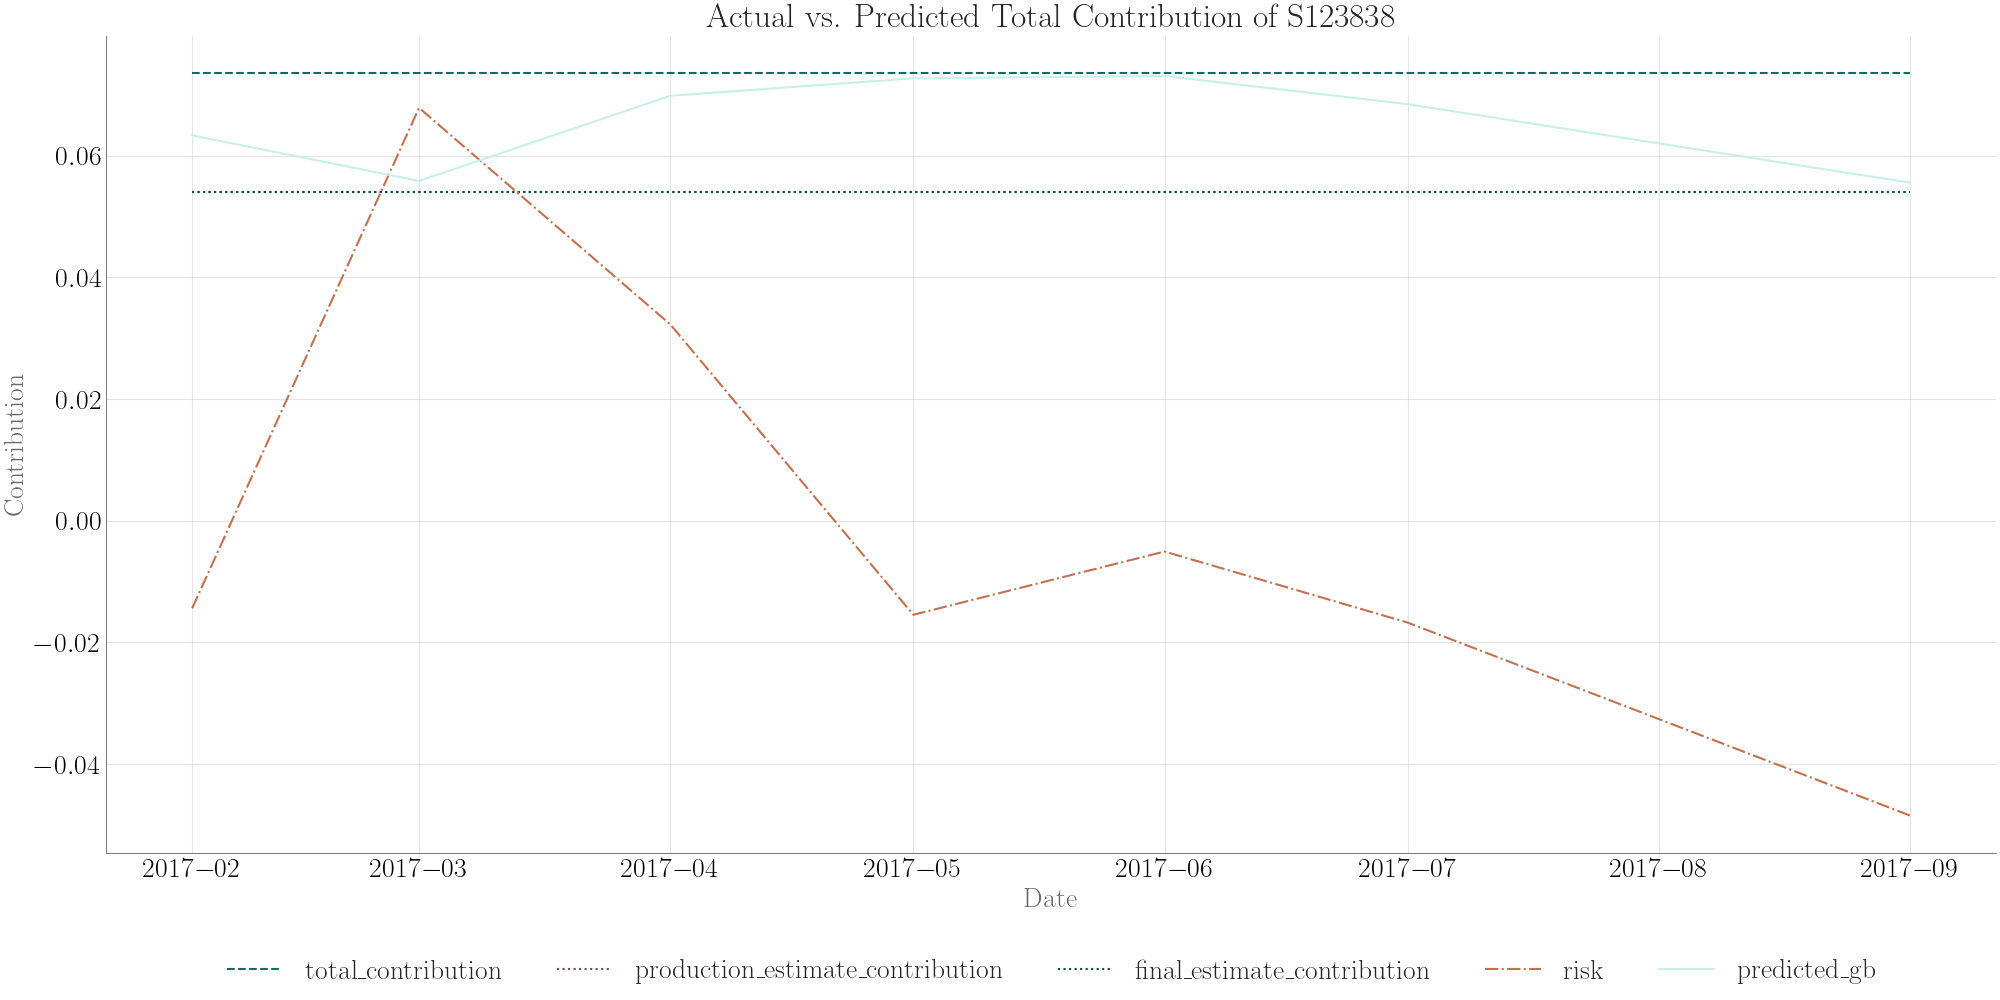 Actual vs. Predicted Total Contribution of S123838
Contribution
0.06
0.04
0.02
0.00
−0.02
−0.04
2017−02 2017−03 2017−04 2017−05 2017−06 2017−07 2017−08 2017−09
Date
total_contribution production_estimate_contribution final_estimate_contribution risk predicted_gb